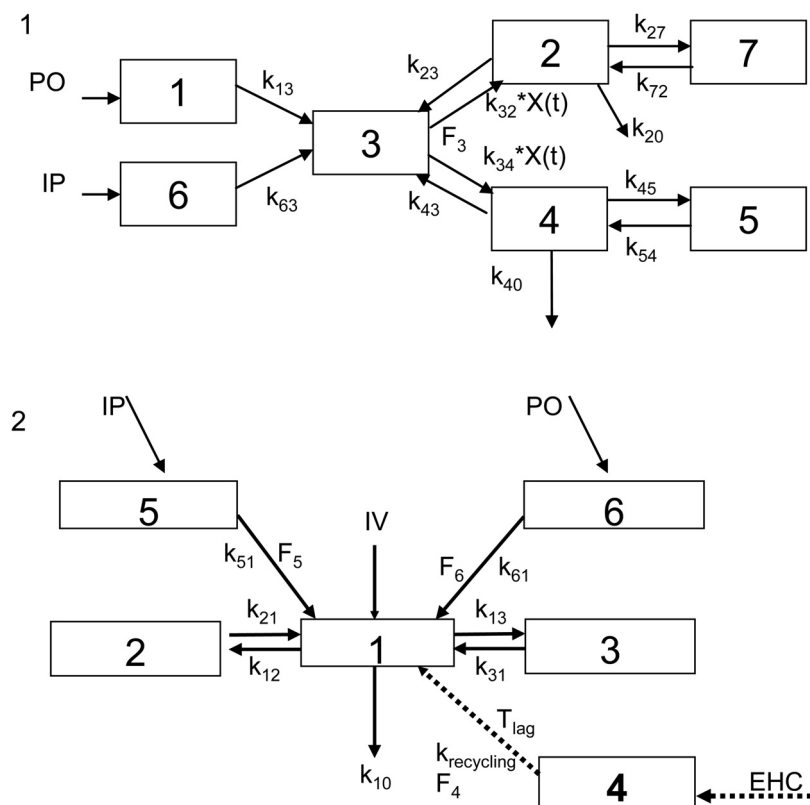 1
PO
1
k13
IP
6
k63
3
F3
k23
k32*X(t)
2
k27
7
k72
k20
k34*X(t)
k43
4
k45
5
k54
k40
2
IP
5
k51
F5
IV
PO
6
F6
k61
2
k21
k12
1
k13
k31
3
k10
Tlag
krecycling
F4
4
EHC